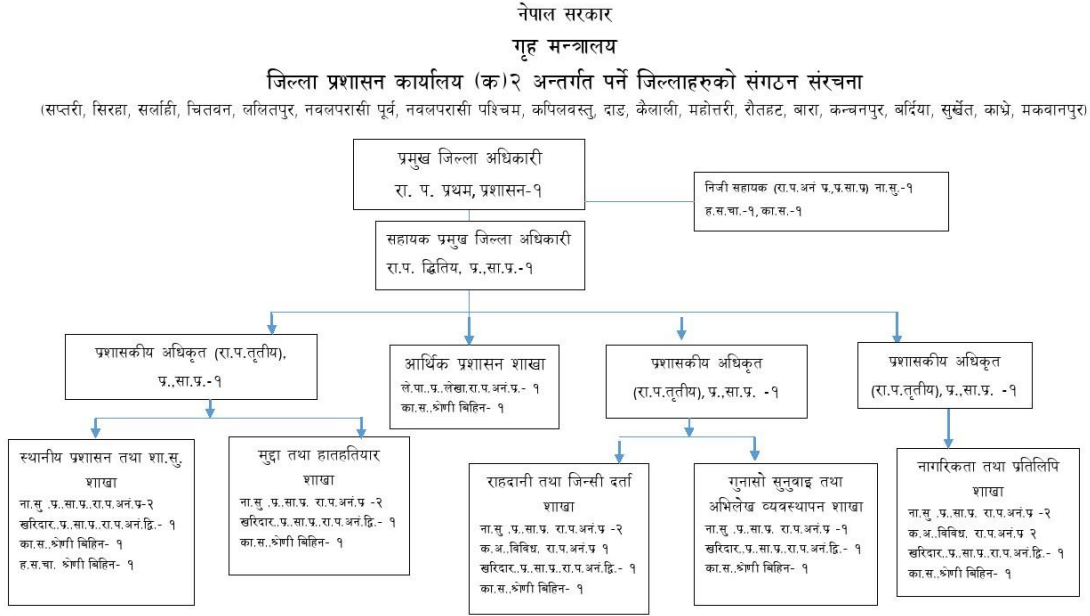 नेपाल सरकार
गृह मन्त्रालय
जिल्ला प्रशासन कार्यालय (क)२ अन्तर्गत पर्ने जिल्लाहरुको संगठन संरचना
(सप्तरी, सिरहा, सर्लाही, चितवन, ललितपुर, नवलपरासी पूर्व, नवलपरासी पश्चिम, कपिलवस्तु, दाङ, कैलाली, महोत्तरी, रौतहट, बारा, कन्चनपुर, बर्दिया, सुर्खेत, काभ्रे, मकवानपुर)
प्रमुख जिल्ला अधिकारी
रा. प. प्रथम, प्रशासन-१
निजी सहायक (रा.प.अनं प्र.,प्र.सा.प्र) ना.सु.-१
ह.स.चा.-१, का.स.-१
सहायक प्रमुख जिल्ला अधिकारी
रा.प. द्धितिय, प्र.,सा.प्र.-१
प्रशासकीय अधिकृत (रा.प.तृतीय),
प्र.,सा.प्र.-१
आर्थिक प्रशासन शाखा
ले.पा..प्र..लेखा.रा.प.अनं.प्र.- १
का.स..श्रेणी बिहिन- १
प्रशासकीय अधिकृत
(रा.प.तृतीय), प्र.,सा.प्र. -१
प्रशासकीय अधिकृत
(रा.प.तृतीय), प्र.,सा.प्र. -१
स्थानीय प्रशासन तथा शा.सु.
शाखा
ना.सु .प्र..सा.प्र..रा.प.अनं.प्र-२
खरिदार..प्र..सा.प्र..रा.प.अनं.द्वि.- १
का.स..श्रेणी बिहिन- १
ह.स.चा. श्रेणी बिहिन- १
मुद्दा तथा हातहतियार
शाखा
ना.सु .प्र..सा.प्र. रा.प.अनं.प्र -२
खरिदार..प्र..सा.प्र..रा.प.अनं.द्वि.- १
का.स..श्रेणी बिहिन- १
राहदानी तथा जिन्सी दर्ता
शाखा
ना.सु .प्र..सा.प्र. रा.प.अनं.प्र -२
क.अ..विविध. रा.प.अनं.प्र १
खरिदार..प्र..सा.प्र..रा.प.अनं.द्वि.- १
का.स..श्रेणी बिहिन- १
गुनासो सुनुवाइ तथा
अभिलेख व्यवस्थापन शाखा
ना.सु .प्र..सा.प्र. रा.प.अनं.प्र -१
खरिदार..प्र..सा.प्र..रा.प.अनं.द्वि.- १
का.स..श्रेणी बिहिन- १
नागरिकता तथा प्रतिलिपि
शाखा
ना.सु .प्र..सा.प्र. रा.प.अनं.प्र -२
क.अ..विविध. रा.प.अनं.प्र २
खरिदार..प्र..सा.प्र..रा.प.अनं.द्वि.- १
का.स..श्रेणी बिहिन- १